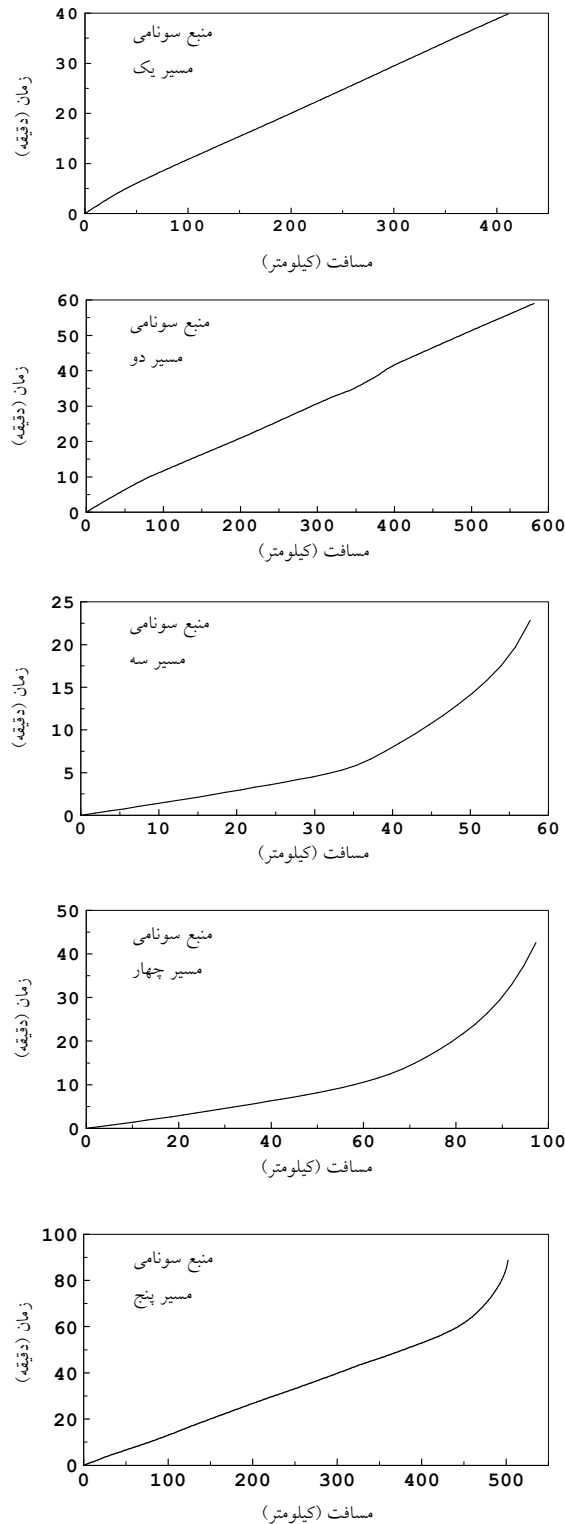 منبع سونامی
مسیر یک
زمان (دقیقه)
40
30
20
10
0
0 100 200 300 400
مسافت (کیلومتر)
منبع سونامی
مسیر دو
زمان (دقیقه)
60
50
40
30
20
10
0
0 100 200 300 400 500 600
مسافت (کیلومتر)
منبع سونامی
مسیر سه
زمان (دقیقه)
25
20
15
10
5
0
0 10 20 30 40 50 60
مسافت (کیلومتر)
منبع سونامی
مسیر چهار
زمان (دقیقه)
50
40
30
20
10
0
0 20 40 60 80 100
مسافت (کیلومتر)
منبع سونامی
مسیر پنج
زمان (دقیقه)
100
80
60
40
20
0
0 100 200 300 400 500
مسافت (کیلومتر)